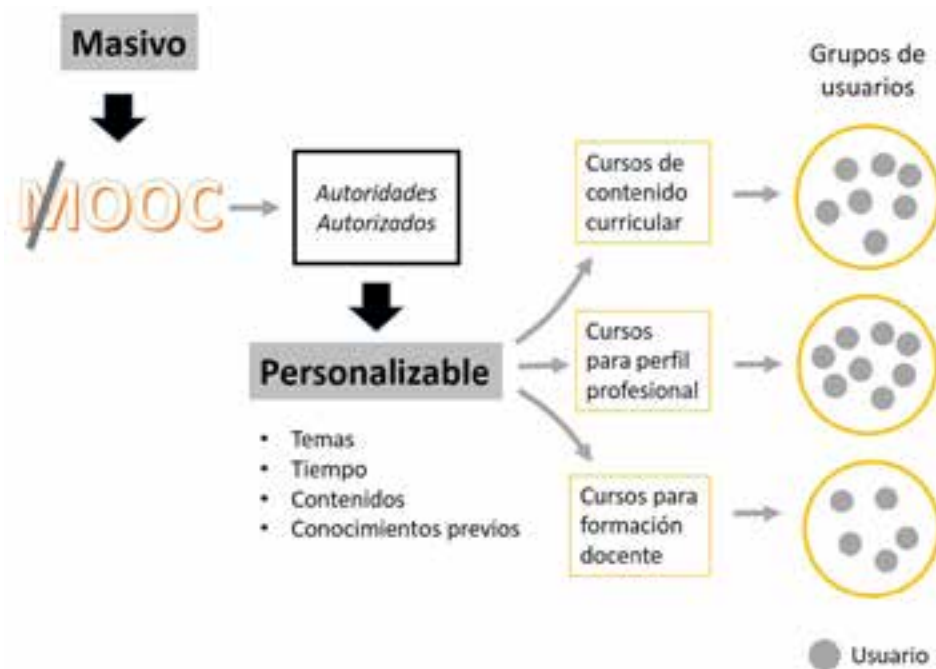 Masivo
MOOC
Autoridades
Autorizados
Personalizable
• Temas
• Tiempo
• Contenidos
• Conocimientos previos
Cursos de
contenido
curricular
Cursos
para perfil
profesional
Cursos para
formación
docente
Grupos de
usuarios
Usuario